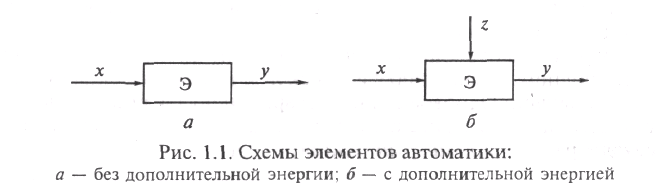 z
x Э y x Э y
а б
Рис. 1.1. Схемы элементов автоматики:
а — без дополнительной энергии; б — с дополнительной энергией